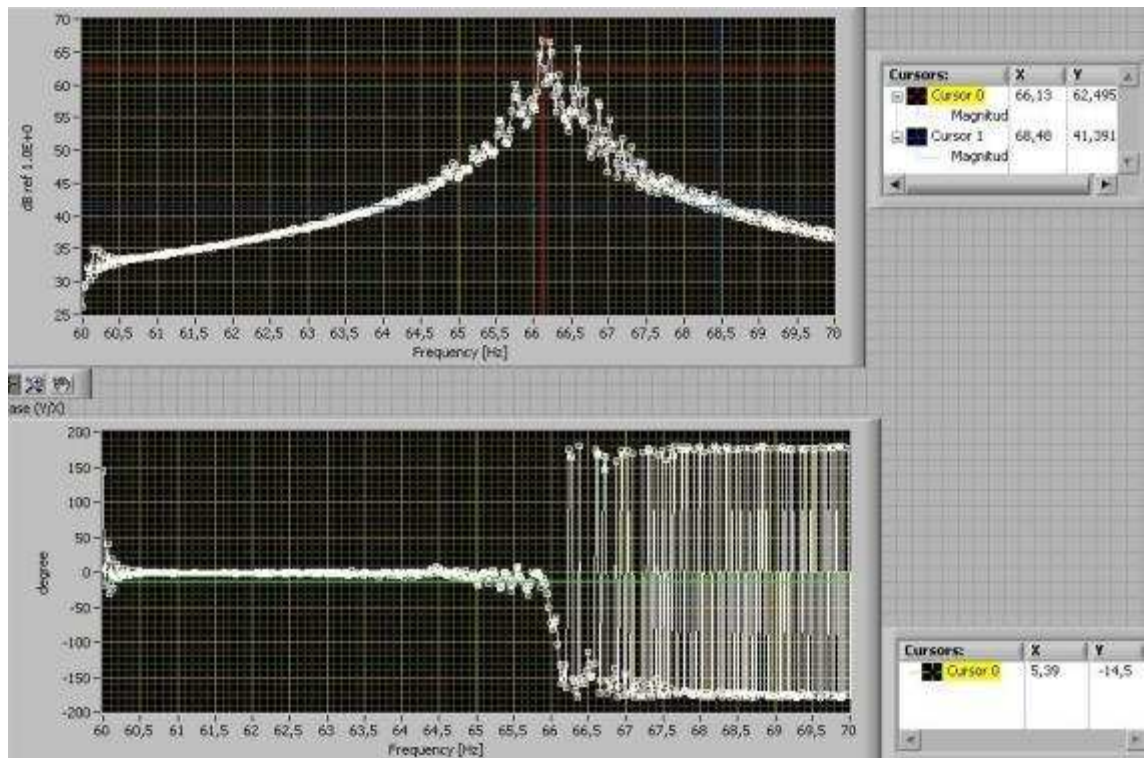 70
65
60
55
50
45
40
35
30
25
dB ref 1.0E+0
60 60,5 61 61,5 62 62,5 63 63,5 64 64,5 65 65,5 66 66,5 67 67,5 68 68,5 69 69,5 70
Frequency [Hz]
Cursors: X Y
Cursor 0 66,13 62,495
Magnitud
Cursor 1 68,48 41,391
Magnitud
ase (Y/X)
200
150
100
50
0
-50
-100
-150
-200
degree
60 60,5 61 61,5 62 62,5 63 63,5 64 64,5 65 65,5 66 66,5 67 67,5 68 68,5 69 69,5 70
Frequency [Hz]
Cursors: X Y
Cursor 0 5,39 -14,5